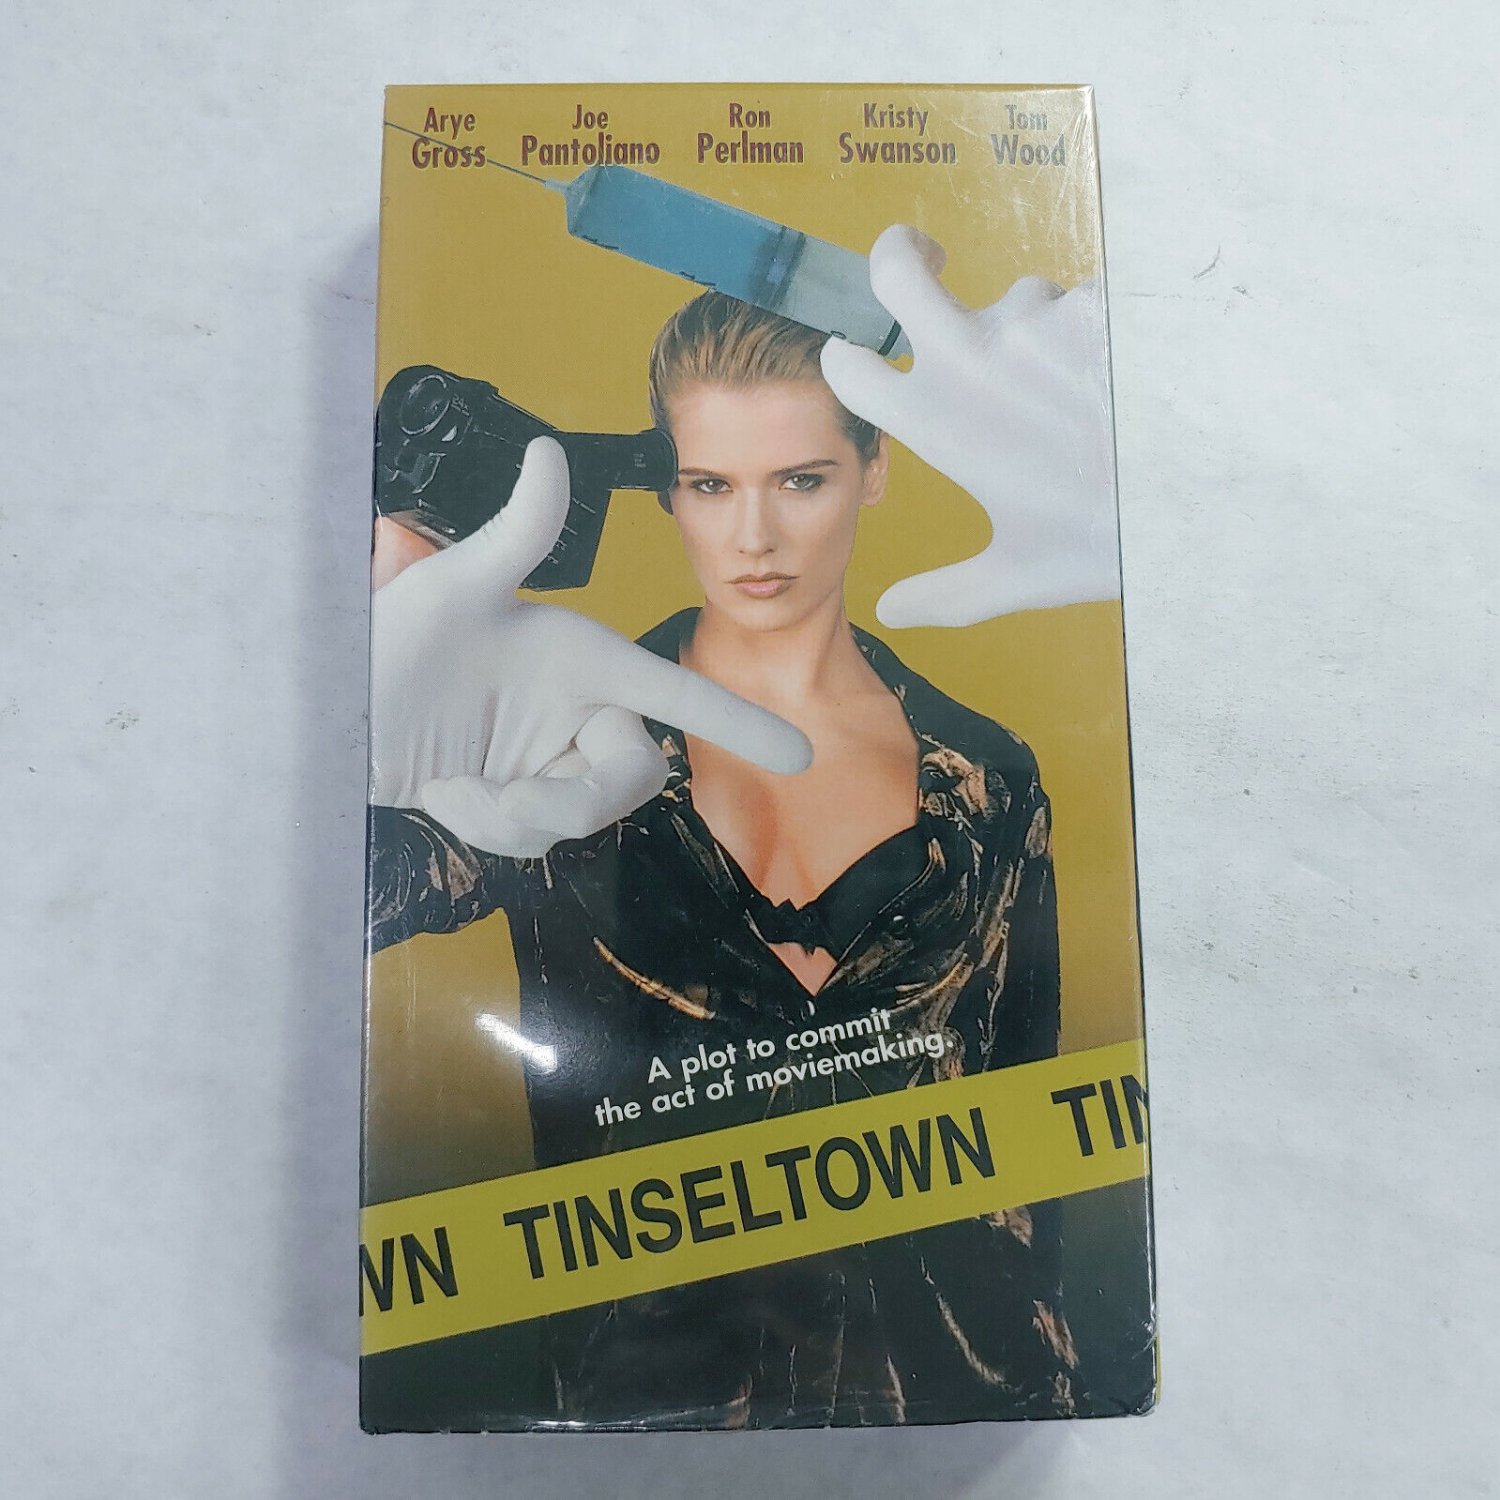 Arye Joe Ron Kristy Tom
Gross Pantoliano Perlman Swanson Wood
A plot to commit
the act of moviemaking.
WN TINSELTOWN TIN